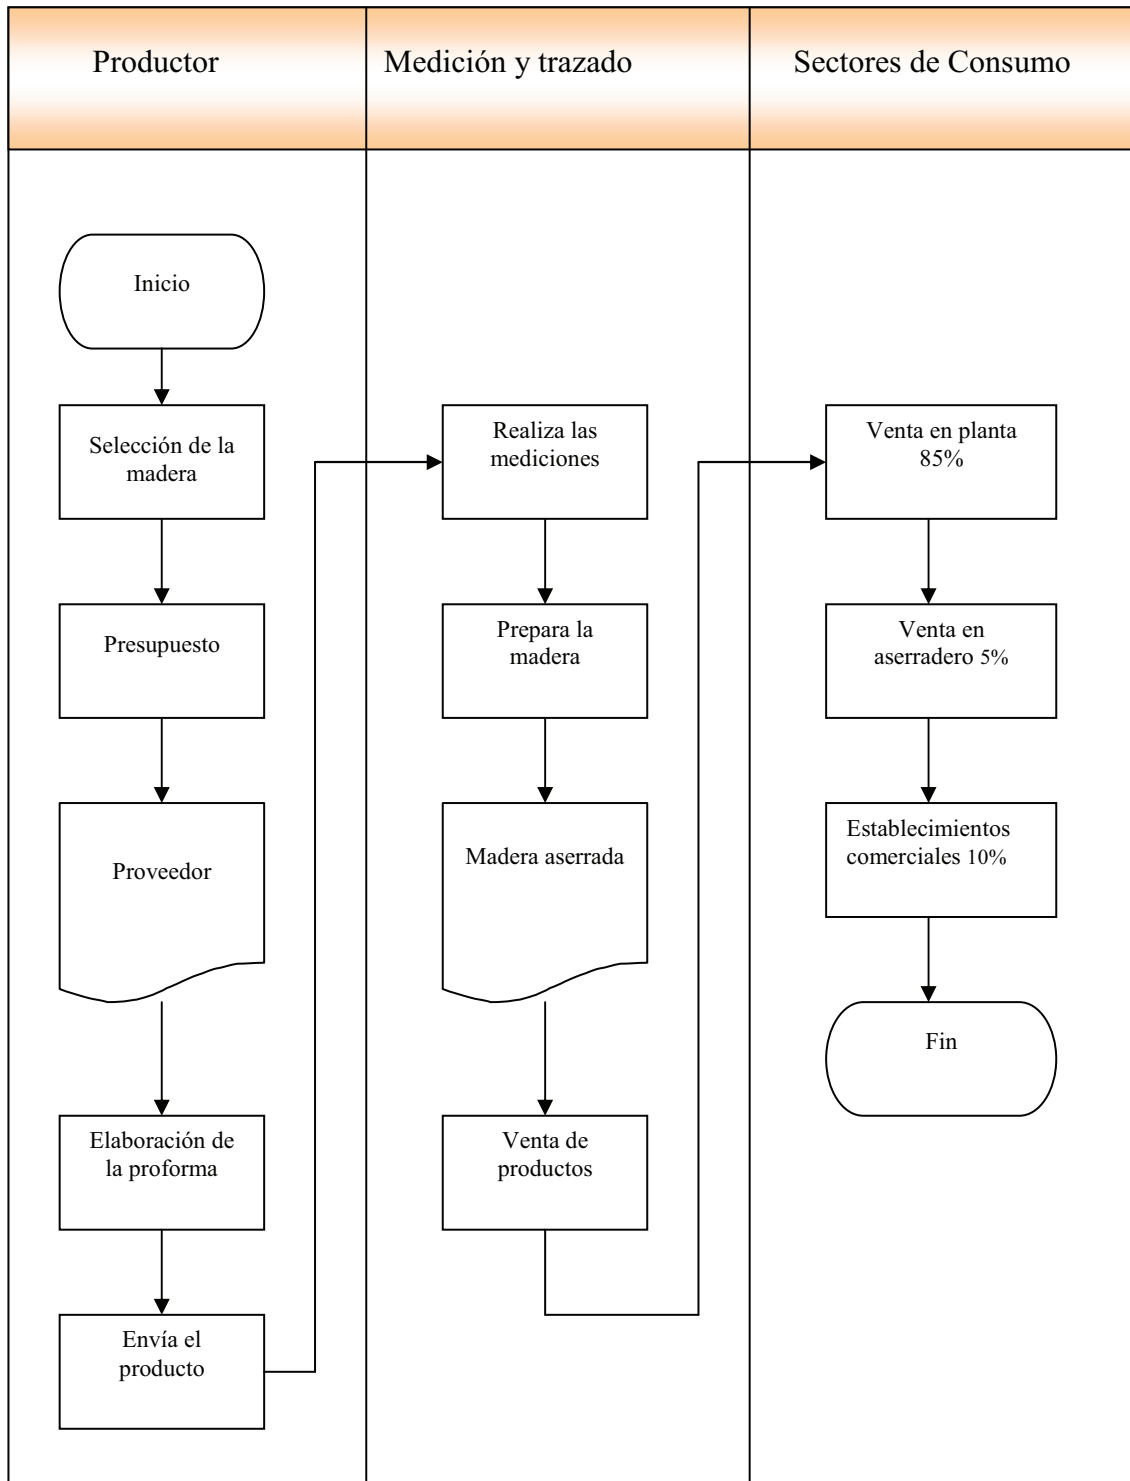 Productor
Medición y trazado
Sectores de Consumo
Inicio
Selección de la
madera
Presupuesto
Proveedor
Elaboración de
la proforma
Envía el
producto
Realiza las
mediciones
Prepara la
madera
Madera aserrada
Venta de
productos
Venta en planta
85%
Venta en
aserradero 5%
Establecimientos
comerciales 10%
Fin